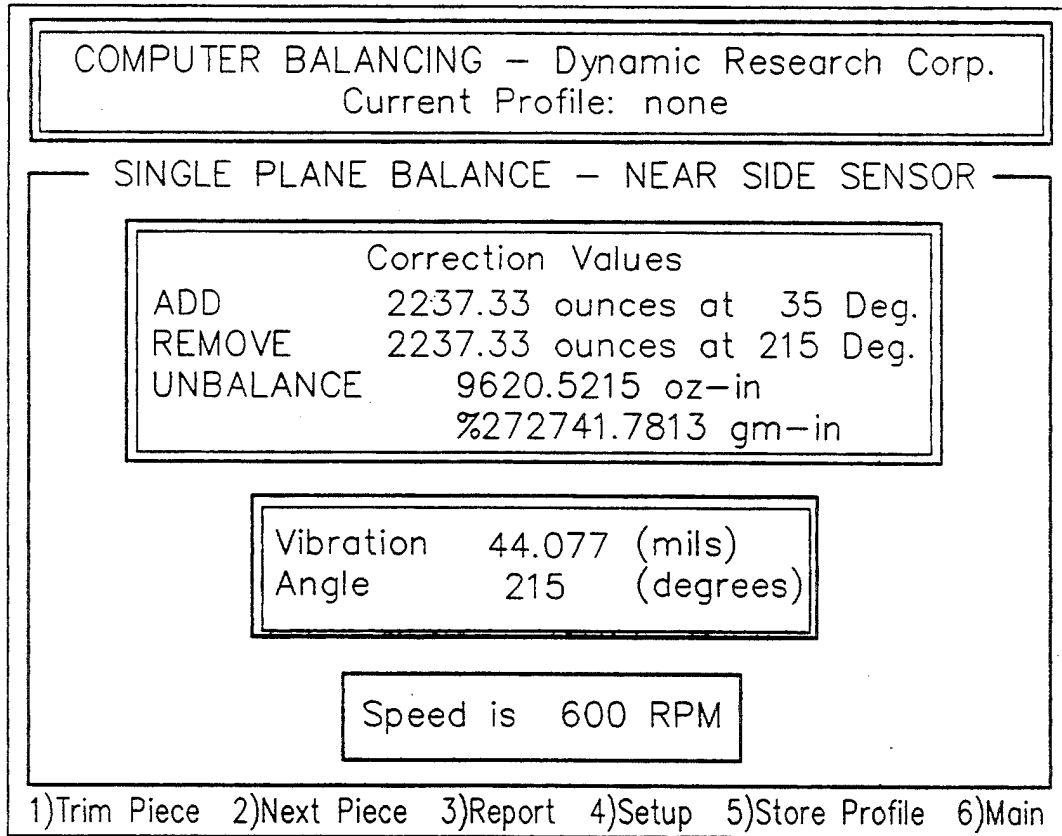 COMPUTER BALANCING – Dynamic Research Corp.
Current Profile: none
SINGLE PLANE BALANCE – NEAR SIDE SENSOR
Correction Values
ADD 2237.33 ounces at 35 Deg.
REMOVE 2237.33 ounces at 215 Deg.
UNBALANCE 9620.5215 oz–in
%272741.7813 gm–in
Vibration 44.077 (mils)
Angle 215 (degrees)
Speed is 600 RPM
1)Trim Piece 2)Next Piece 3)Report 4)Setup 5)Store Profile 6)Main